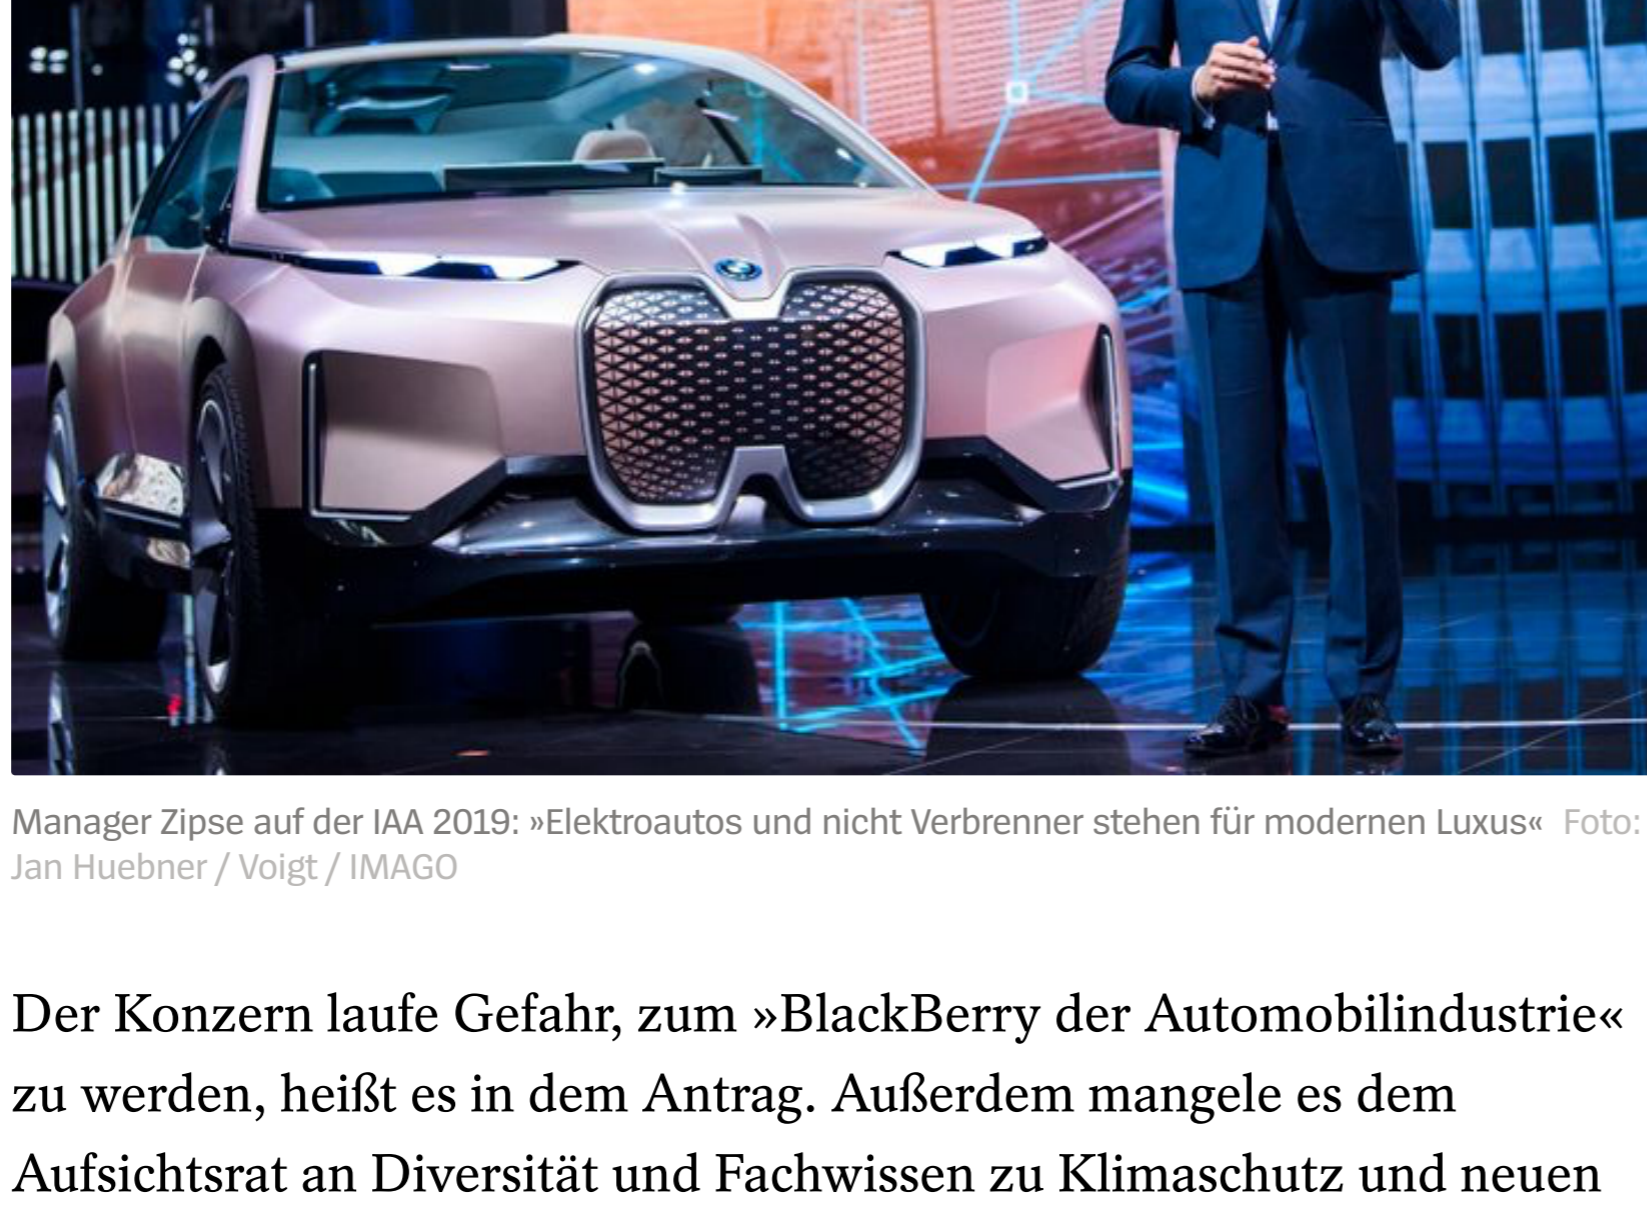 Manager Zipse auf der IAA 2019: »Elektroautos und nicht Verbrenner stehen für modernen Luxus« Foto:
Jan Huebner / Voigt / IMAGO
Der Konzern laufe Gefahr, zum »BlackBerry der Automobilindustrie«
zu werden, heißt es in dem Antrag. Außerdem mangele es dem
Aufsichtsrat an Diversität und Fachwissen zu Klimaschutz und neuen